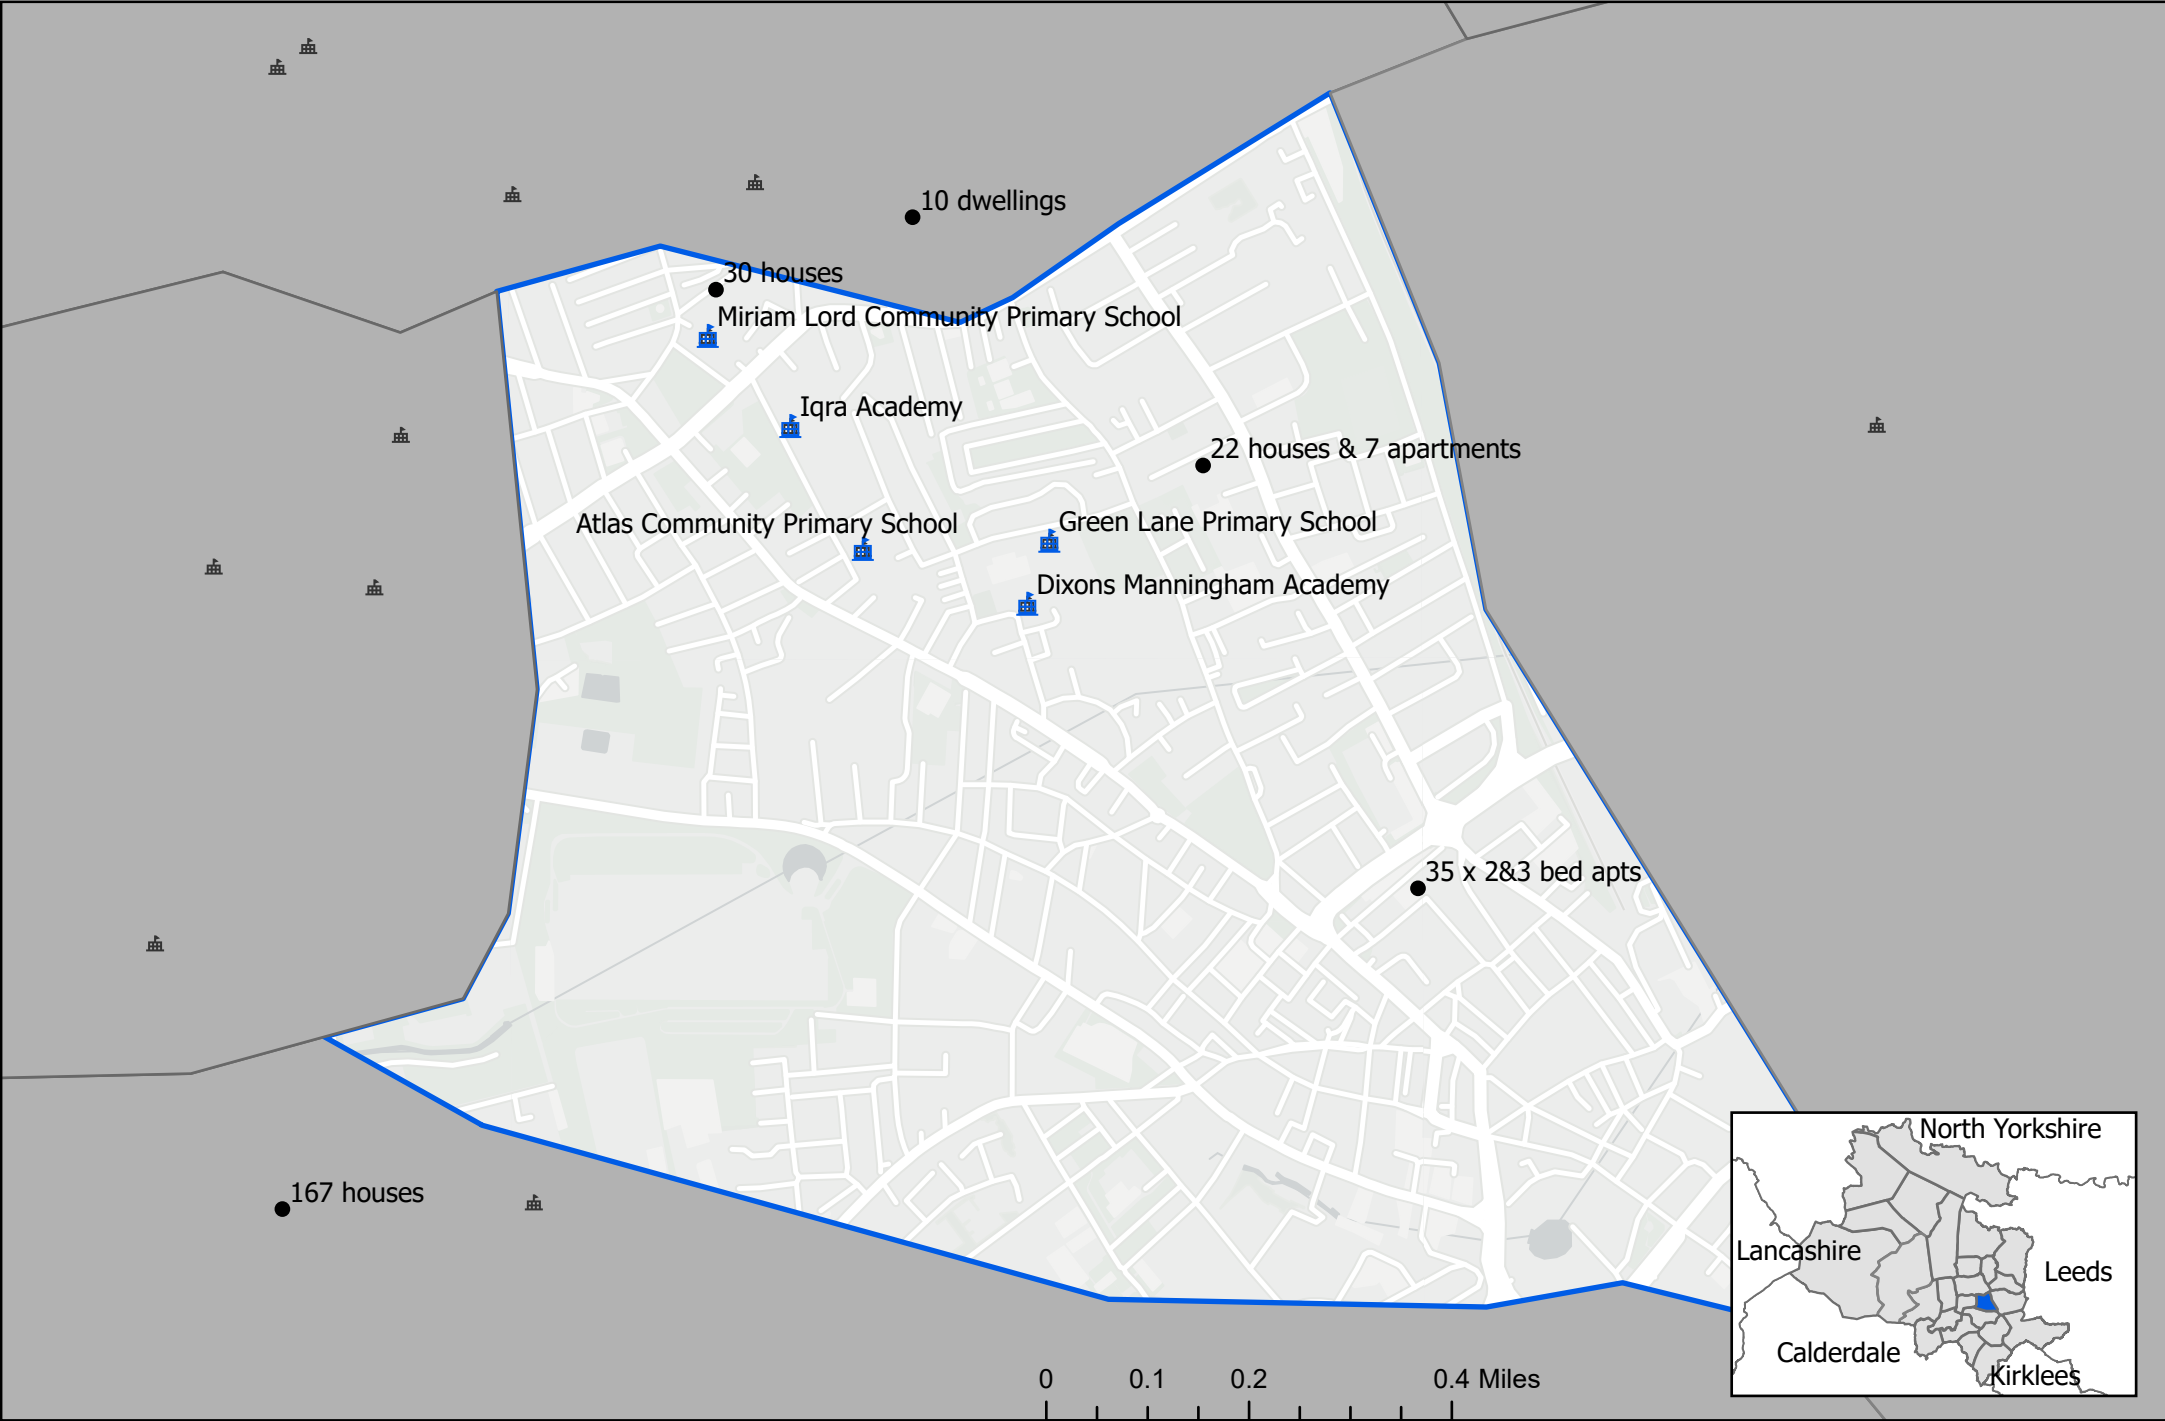 10 dwellings
30 houses
Miriam Lord Community Primary School
Iqra Academy
22 houses & 7 apartments
Atlas Community Primary School
Green Lane Primary School
Dixons Manningham Academy
35 x 2&3 bed apts
167 houses
North Yorkshire
Lancashire
Leeds
Calderdale
Kirklees
0 0.1 0.2 0.4 Miles